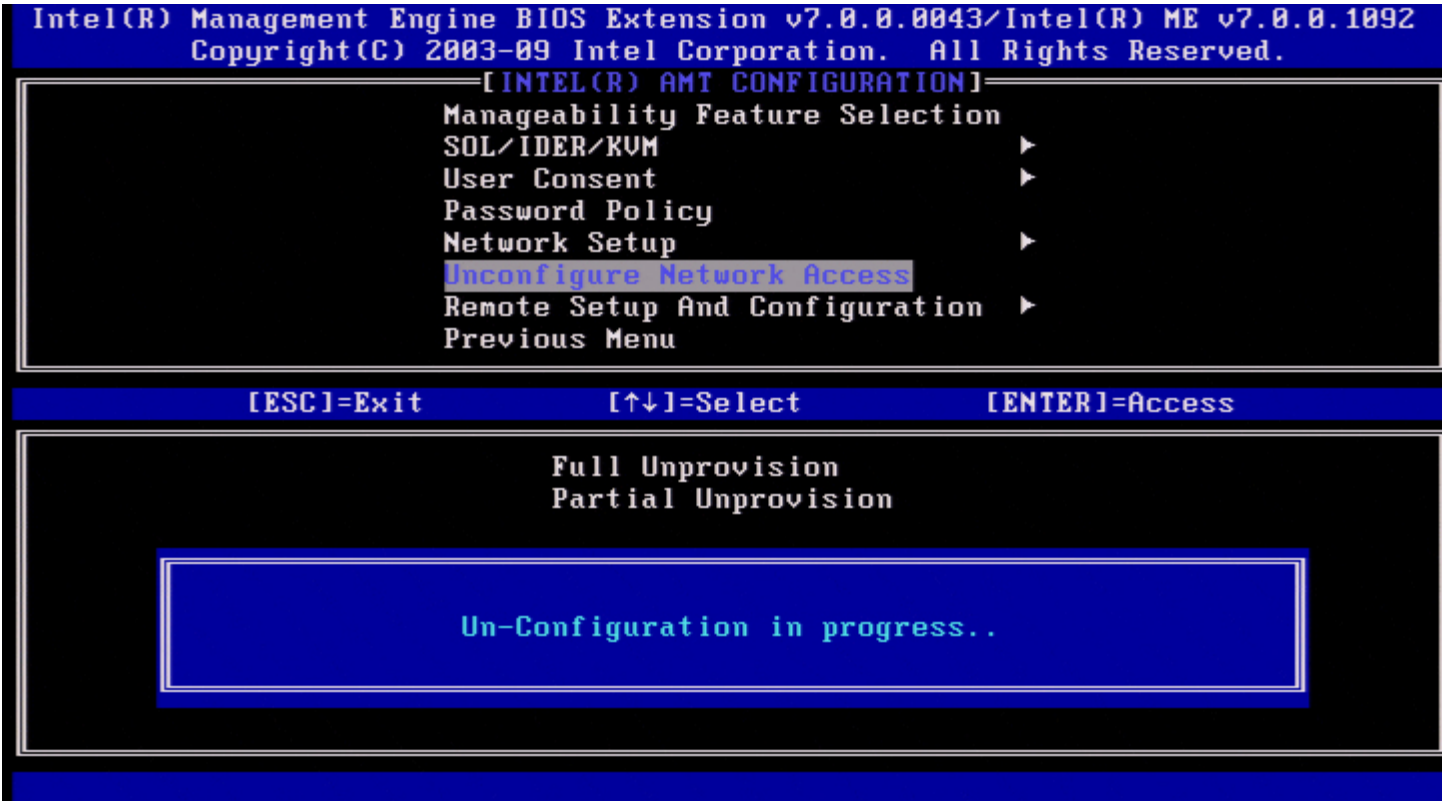 Intel(R) Management Engine BIOS Extension v7.0.0.0043/Intel(R) ME v7.0.0.1092
Copyright(C) 2003-09 Intel Corporation. All Rights Reserved.
[INTEL(R) AMT CONFIGURATION]
Manageability Feature Selection
SOL/IDER/KVM ►
User Consent ►
Password Policy
Network Setup ►
Unconfigure Network Access
Remote Setup And Configuration ►
Previous Menu
[ESC]=Exit [↑↓]=Select [ENTER]=Access
Full Unprovision
Partial Unprovision
Un-Configuration in progress..